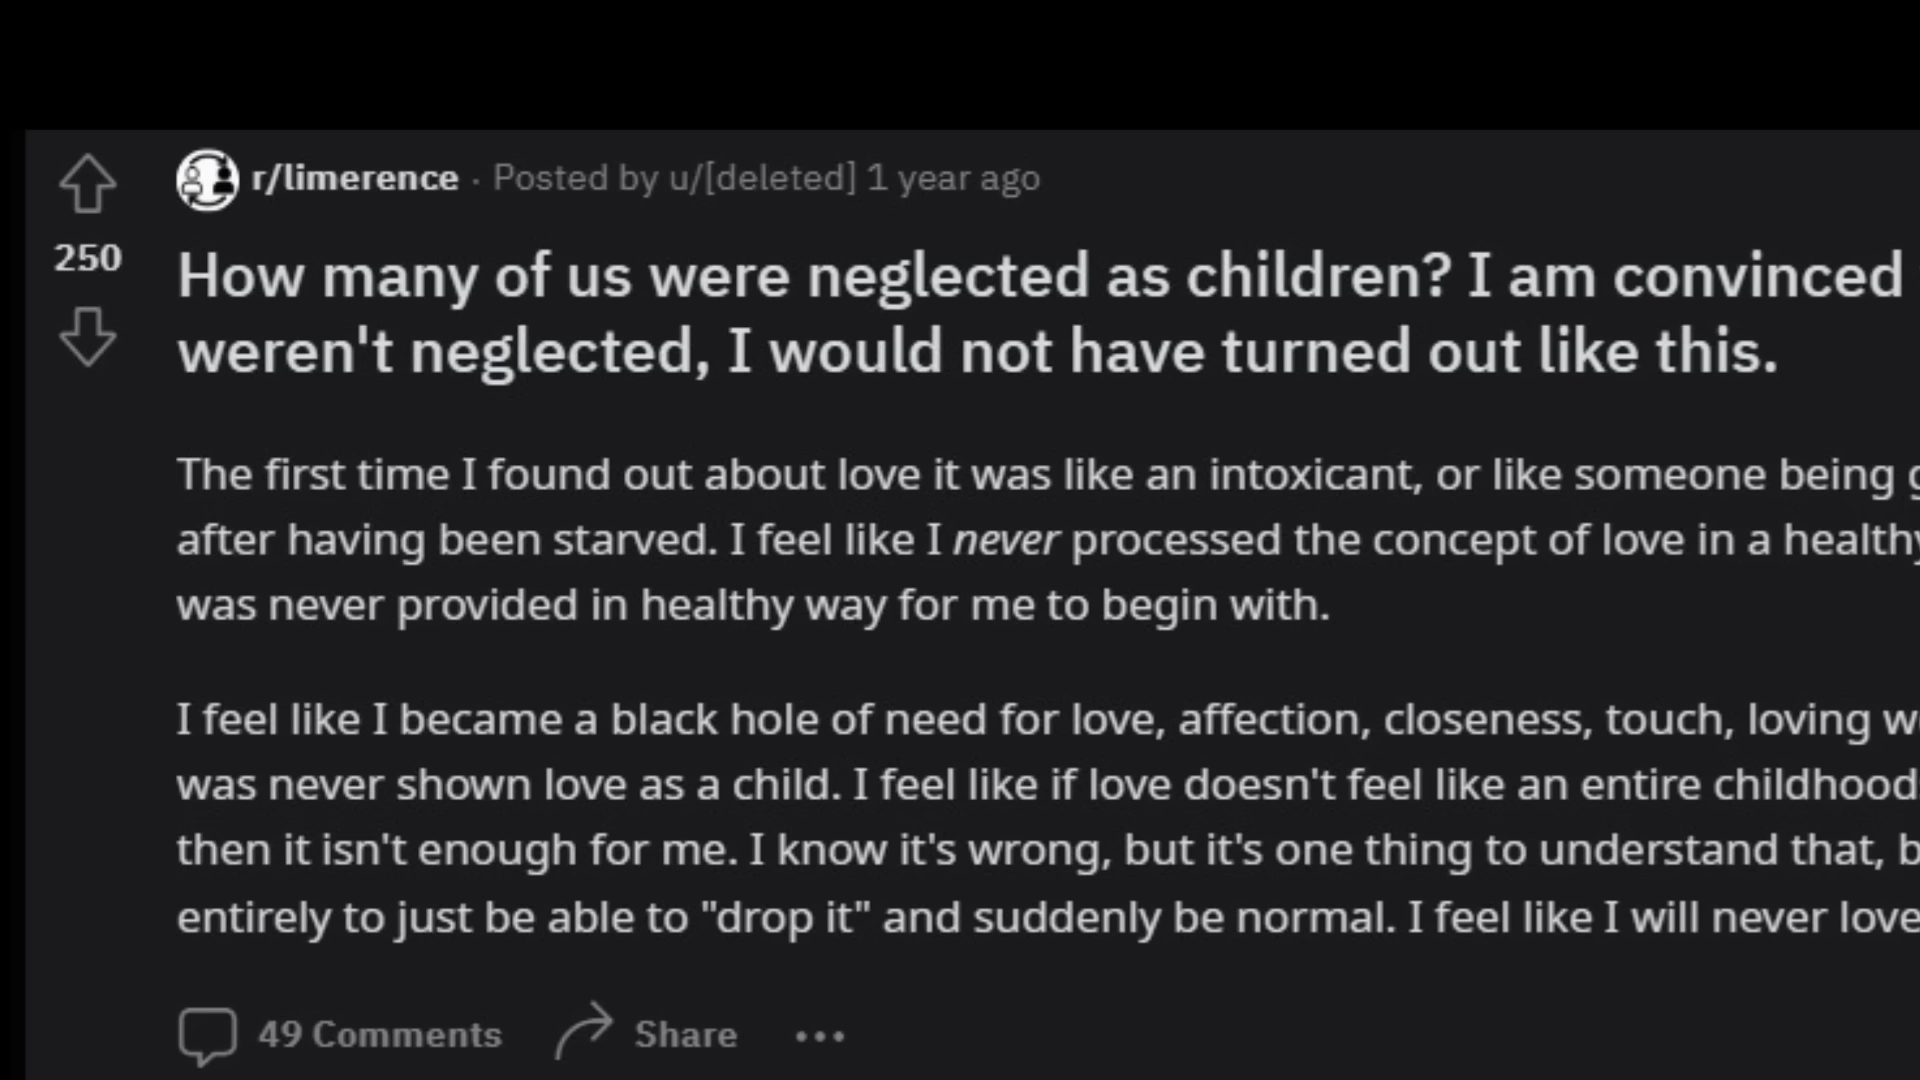 r/limerence · Posted by u/[deleted] 1 year ago
250
How many of us were neglected as children? I am convinced
weren't neglected, I would not have turned out like this.
The first time I found out about love it was like an intoxicant, or like someone being
after having been starved. I feel like I never processed the concept of love in a healthy
was never provided in healthy way for me to begin with.
I feel like I became a black hole of need for love, affection, closeness, touch, loving
was never shown love as a child. I feel like if love doesn't feel like an entire childhood
then it isn't enough for me. I know it's wrong, but it's one thing to understand that,
entirely to just be able to "drop it" and suddenly be normal. I feel like I will never love
49 Comments Share